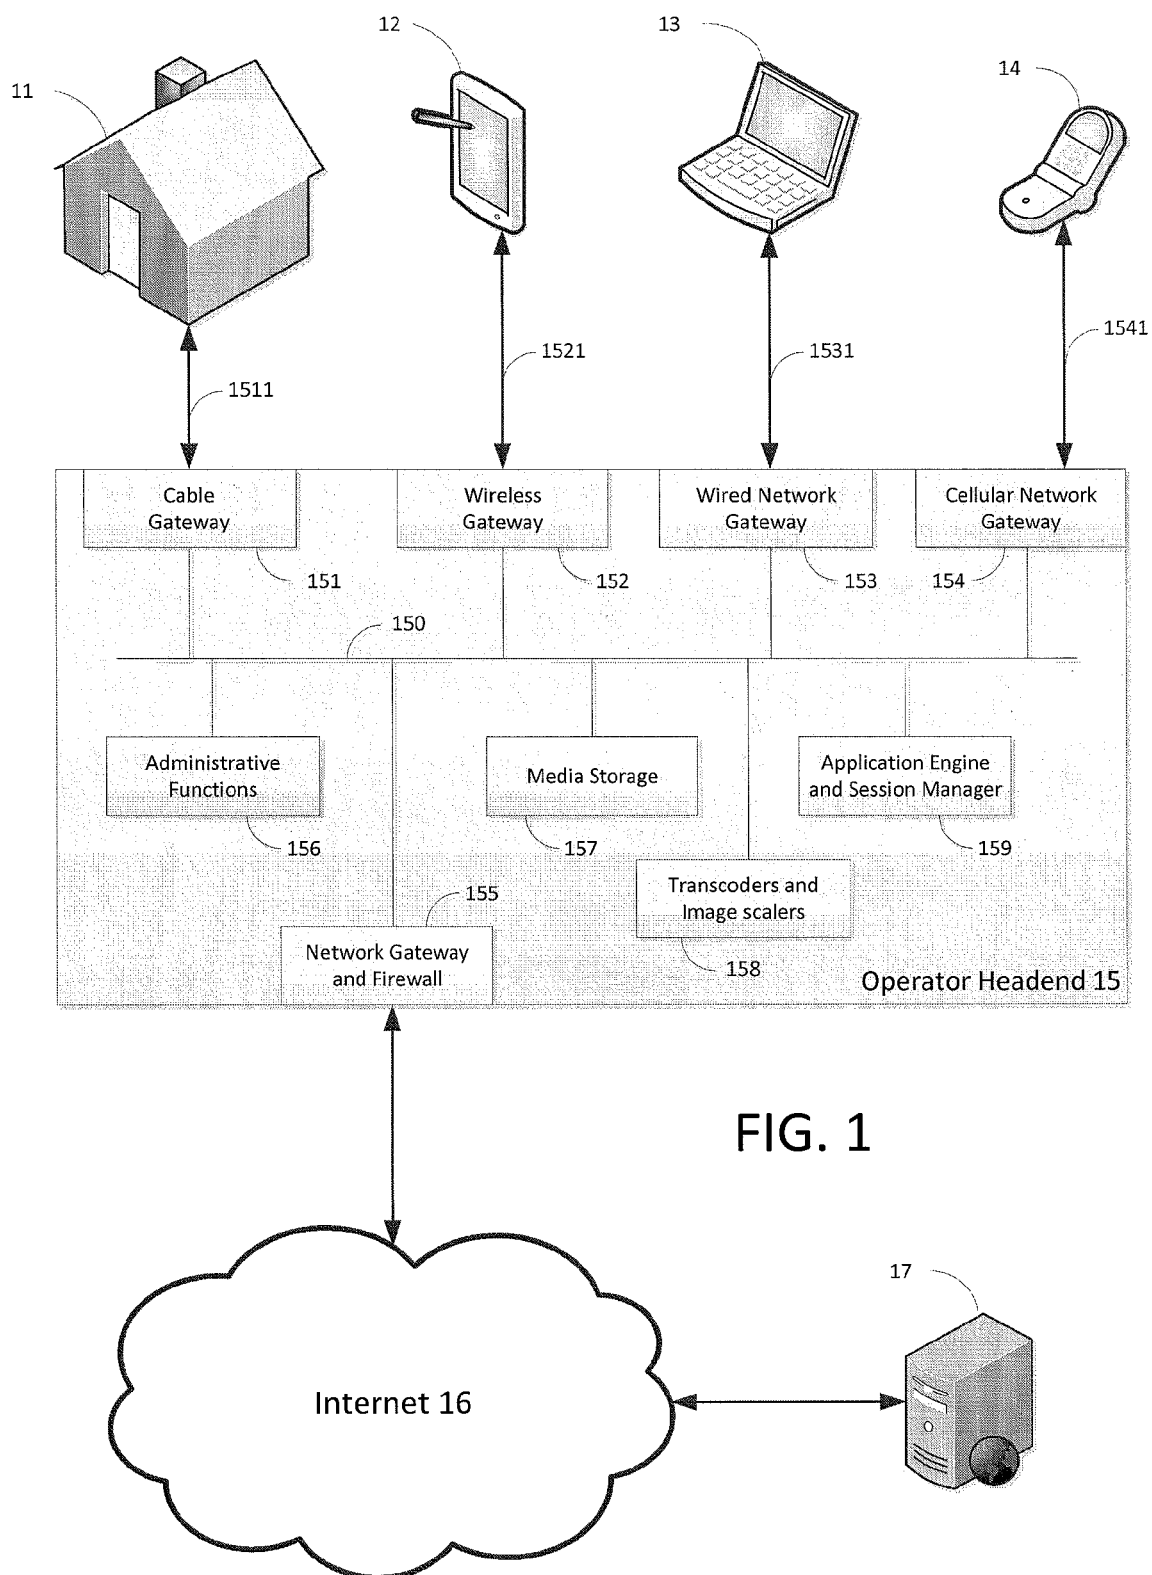 12
13
14
11
1521
1531
1541
1511
Cable
Gateway
Wireless
Gateway
Wired Network
Gateway
Cellular Network
Gateway
151
152
153
154
150
Administrative
Functions
Media Storage
Application Engine
and Session Manager
156
157
159
155
Transcoders and
Image scalers
158
Network Gateway
and Firewall
Operator Headend 15
FIG. 1
17
Internet 16